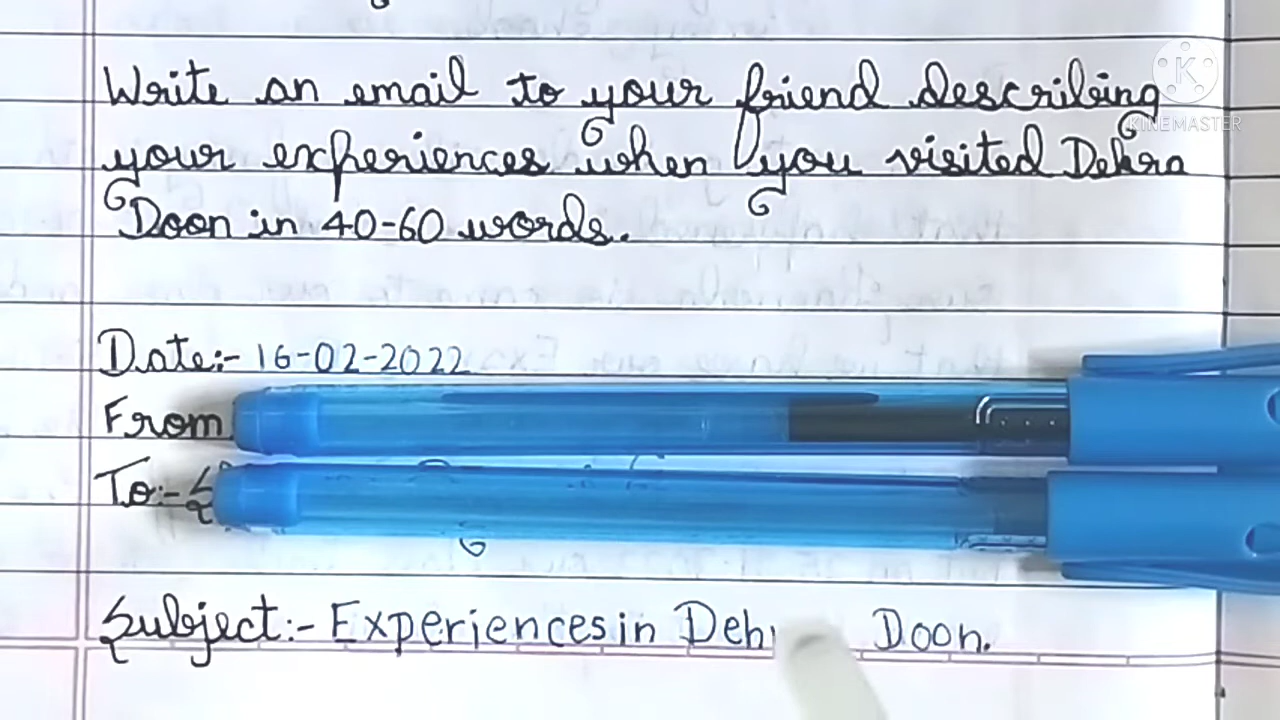 Write an email to your friend describing
your experiences when you visited Dehra
Doon in 40-60 words.
Date:- 16-02-2022
From
To:-
Subject:- Experiences in Doon.
K
KINEMASTER